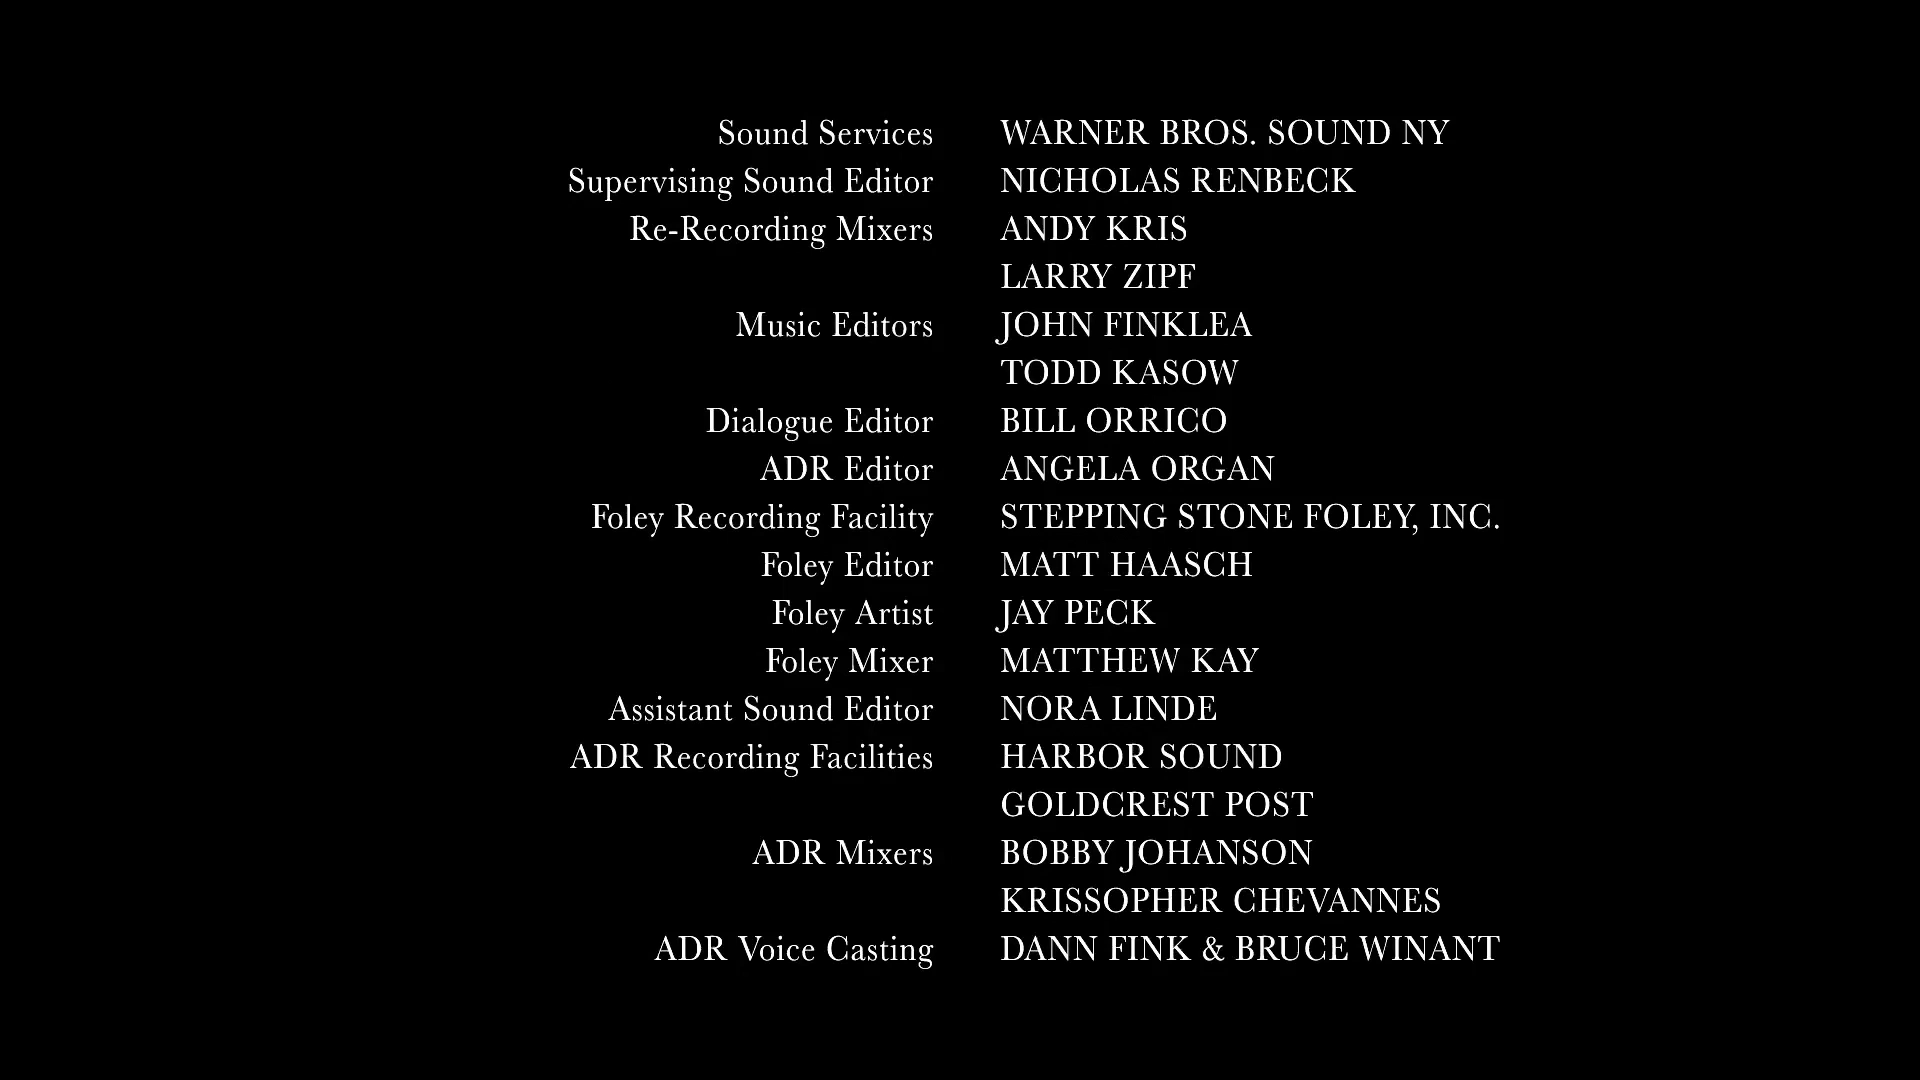 Sound Services WARNER BROS. SOUND NY
Supervising Sound Editor NICHOLAS RENBECK
Re-Recording Mixers ANDY KRIS
LARRY ZIPF
Music Editors JOHN FINKLEA
TODD KASOW
Dialogue Editor BILL ORRICO
ADR Editor ANGELA ORGAN
Foley Recording Facility STEPPING STONE FOLEY, INC.
Foley Editor MATT HAASCH
Foley Artist JAY PECK
Foley Mixer MATTHEW KAY
Assistant Sound Editor NORA LINDE
ADR Recording Facilities HARBOR SOUND
GOLDCREST POST
ADR Mixers BOBBY JOHANSON
KRISSOPHER CHEVANNES
ADR Voice Casting DANN FINK & BRUCE WINANT